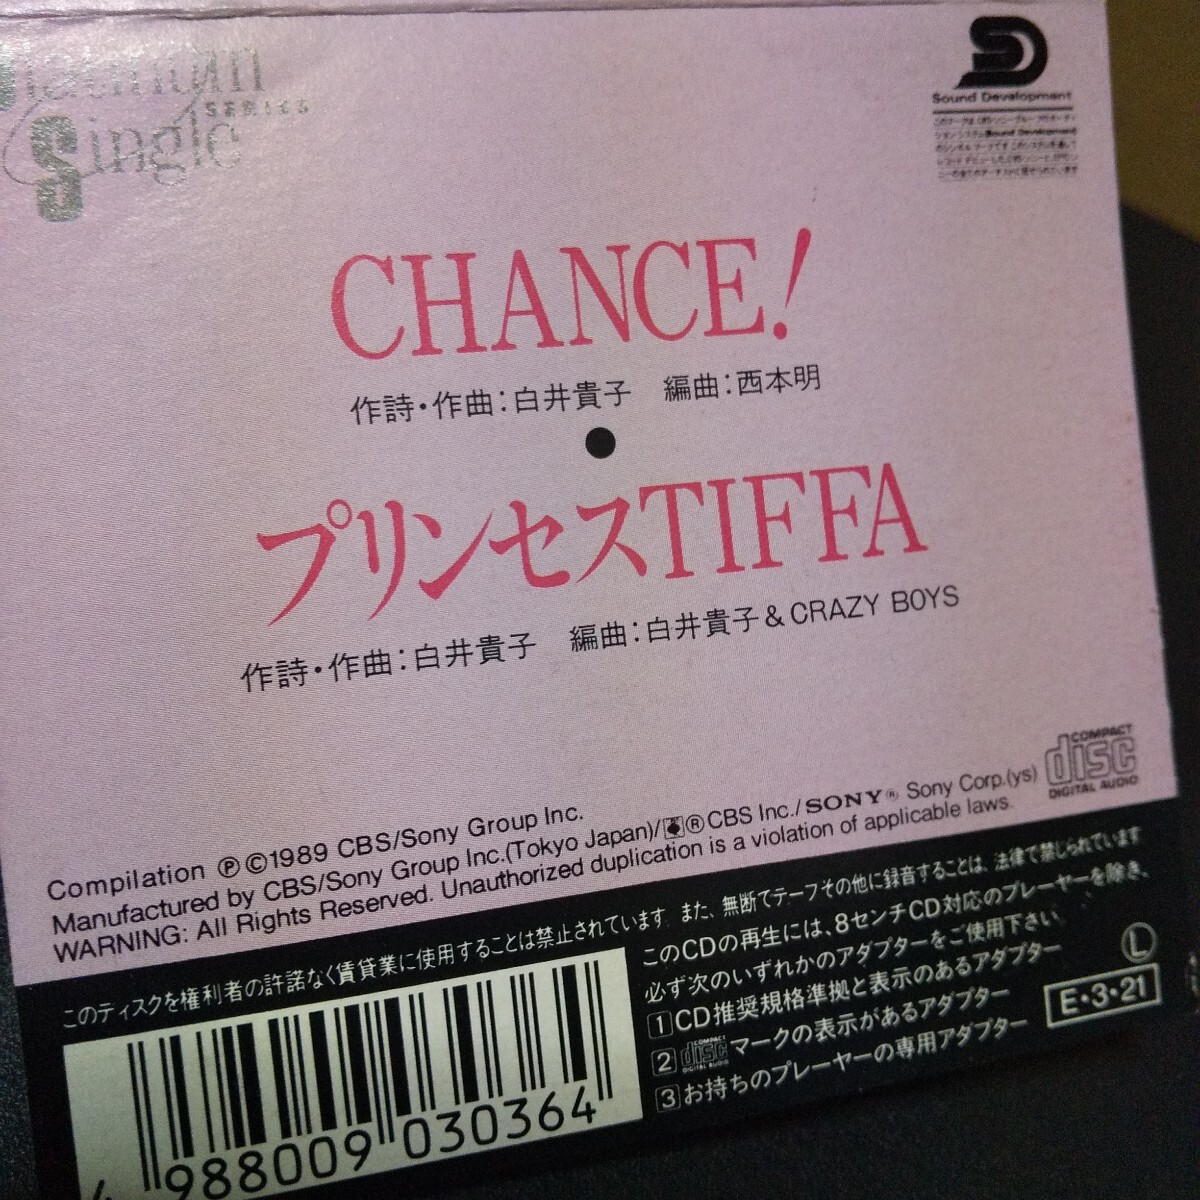 Platinum
SERIES
Single
Sound Development
CHANCE!
作詩・作曲：白井貴子　編曲：西本明
●
プリンセスTIFFA
作詩・作曲：白井貴子　編曲：白井貴子 & CRAZY BOYS
COMPACT
disc
DIGITAL AUDIO
Compilation ℗©1989 CBS/Sony Group Inc.
Manufactured by CBS/Sony Group Inc.(Tokyo Japan)/®CBS Inc./SONY® Sony Corp.(ys)
WARNING: All Rights Reserved. Unauthorized duplication is a violation of applicable laws.
このディスクを権利者の許諾なく賃貸業に使用することは禁止されています。また、無断でテープその他に録音することは、法律で禁じられています
このCDの再生には、8センチCD対応のプレーヤーを除き、
必ず次のいずれかのアダプターをご使用下さい。
1 CD推奨規格準拠と表示のあるアダプター
2 COMPACT disc DIGITAL AUDIO マークの表示があるアダプター
3 お持ちのプレーヤーの専用アダプター
L
E・3・21
4 988009 030364